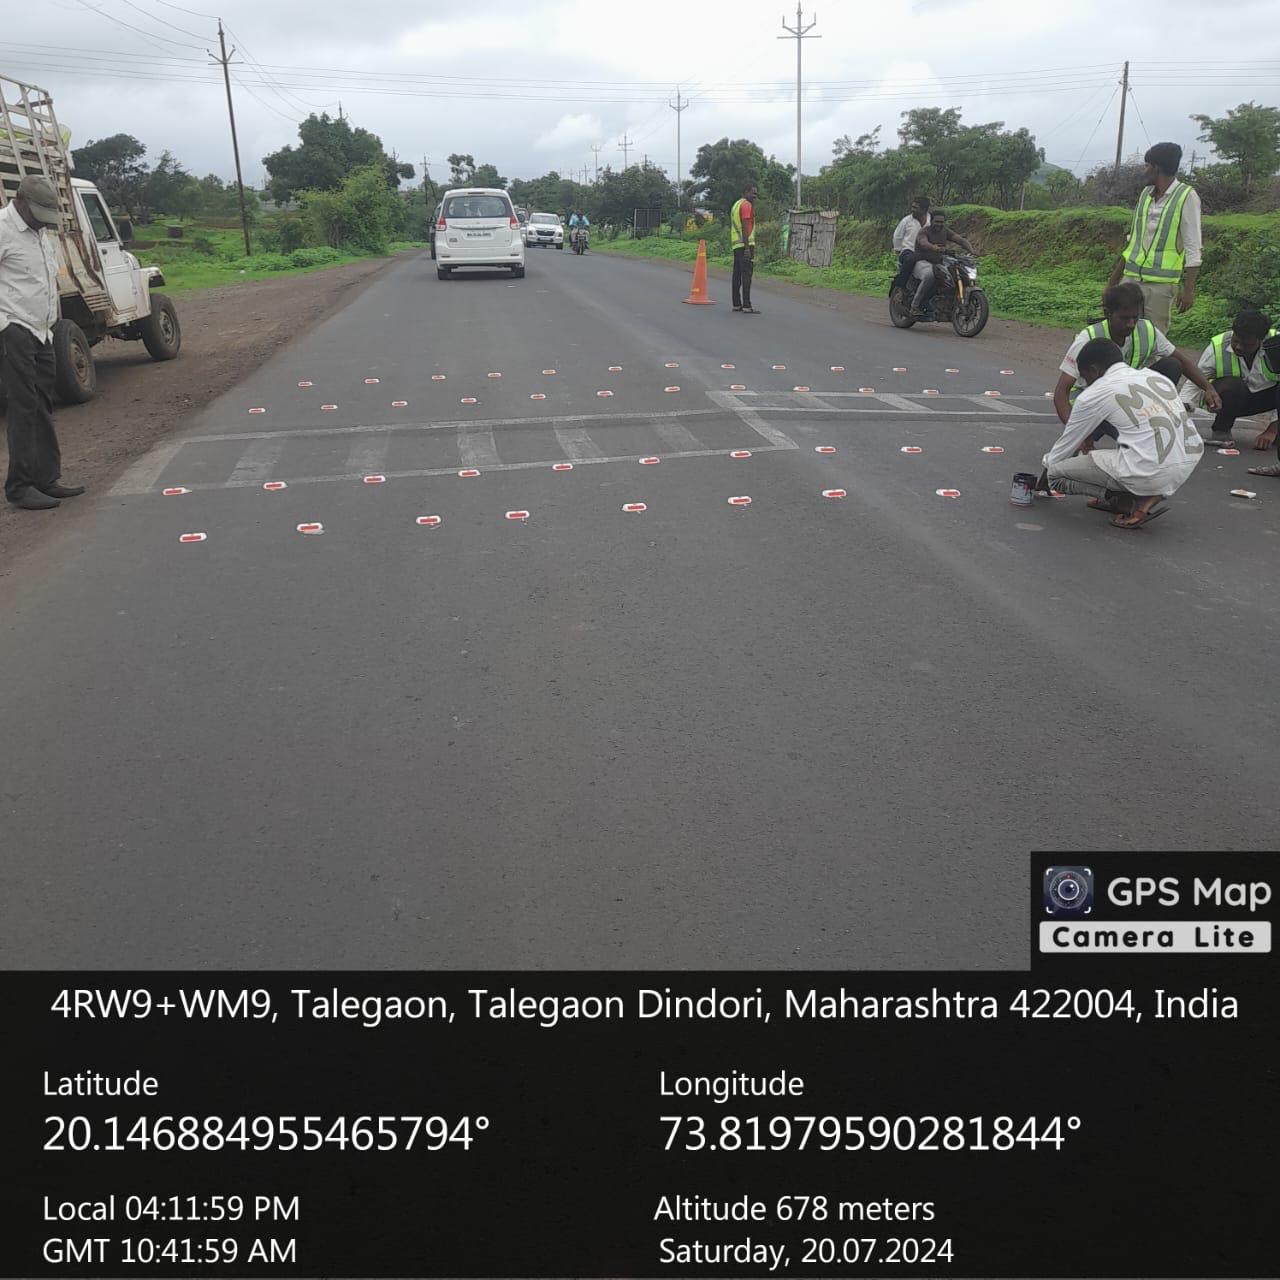 MC
GPS Map
Camera Lite
4RW9+WM9, Talegaon, Talegaon Dindori, Maharashtra 422004, India
Latitude
20.146884955465794°
Longitude
73.81979590281844°
Local 04:11:59 PM
GMT 10:41:59 AM
Altitude 678 meters
Saturday, 20.07.2024